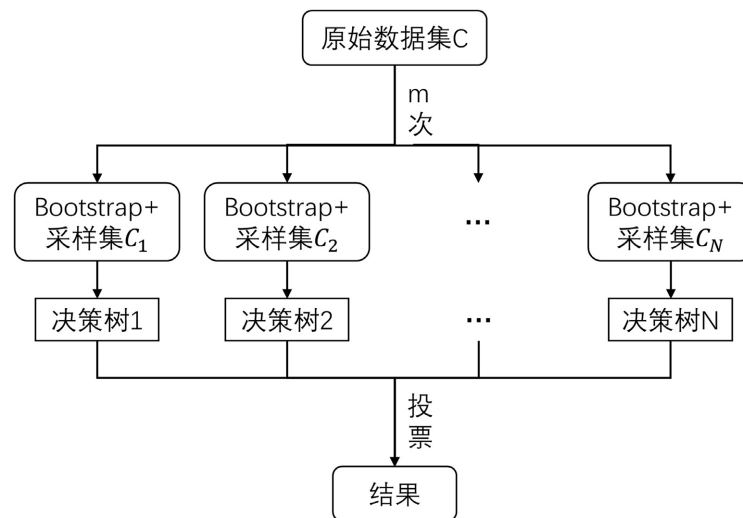 原始数据集C
m
次
Bootstrap+
采样集C₁
Bootstrap+
采样集C₂
...
Bootstrap+
采样集C_N
决策树1
决策树2
...
决策树N
投
票
结果